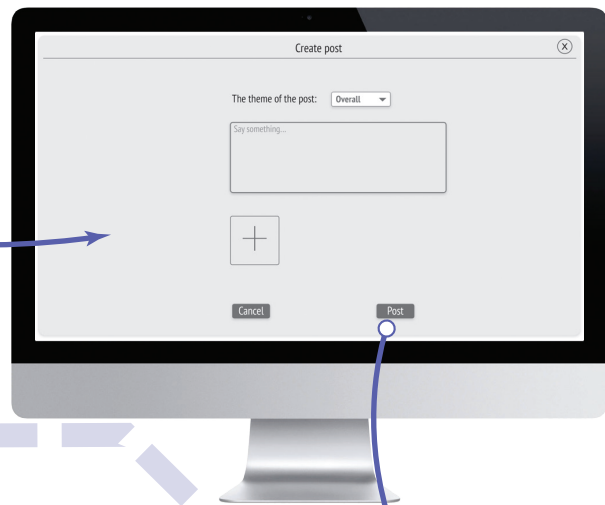 Create post
X
The theme of the post: Overall
Say something...
Cancel Post